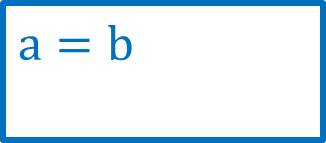 a = b